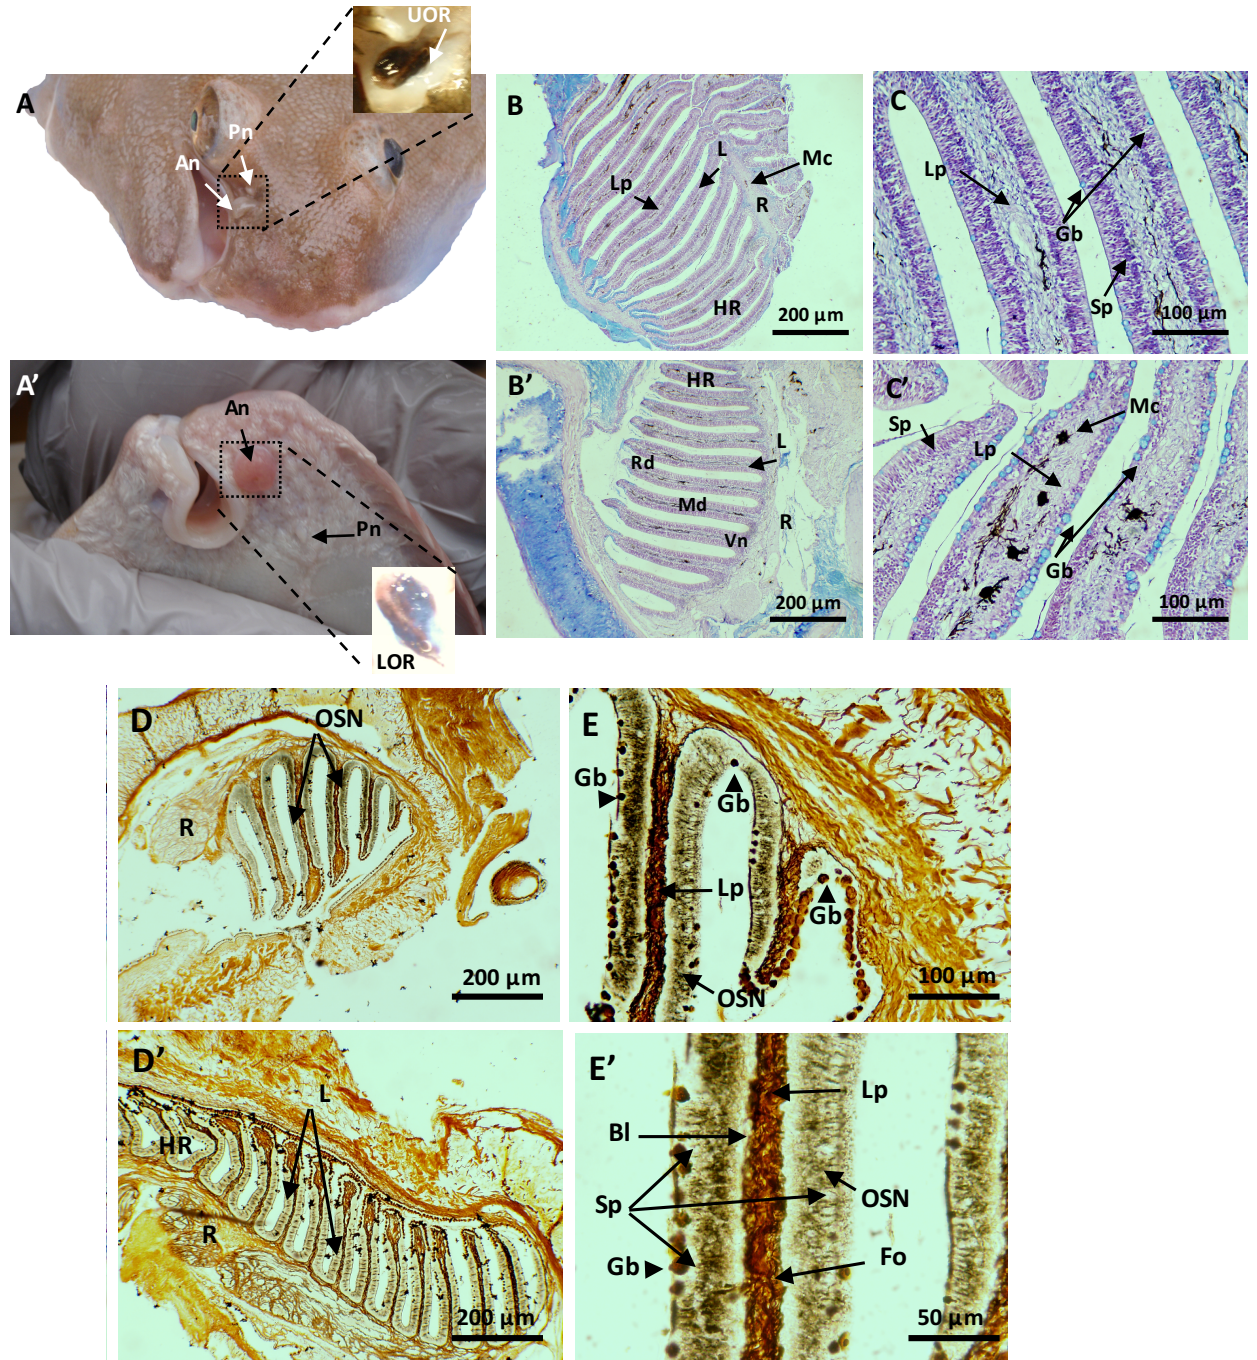 UOR
A
Pn
An
B
L
Mc
Lp
R
HR
200 µm
C
Lp
Gb
Sp
100 µm
A'
An
Pn
LOR
B'
HR
L
Rd
Md
R
Vn
200 µm
C'
Mc
Sp
Lp
Gb
100 µm
D
OSN
R
200 µm
E
Gb
Gb
Lp
Gb
OSN
100 µm
D'
L
HR
R
200 µm
E'
Lp
Bl
Sp
OSN
Fo
Gb
50 µm